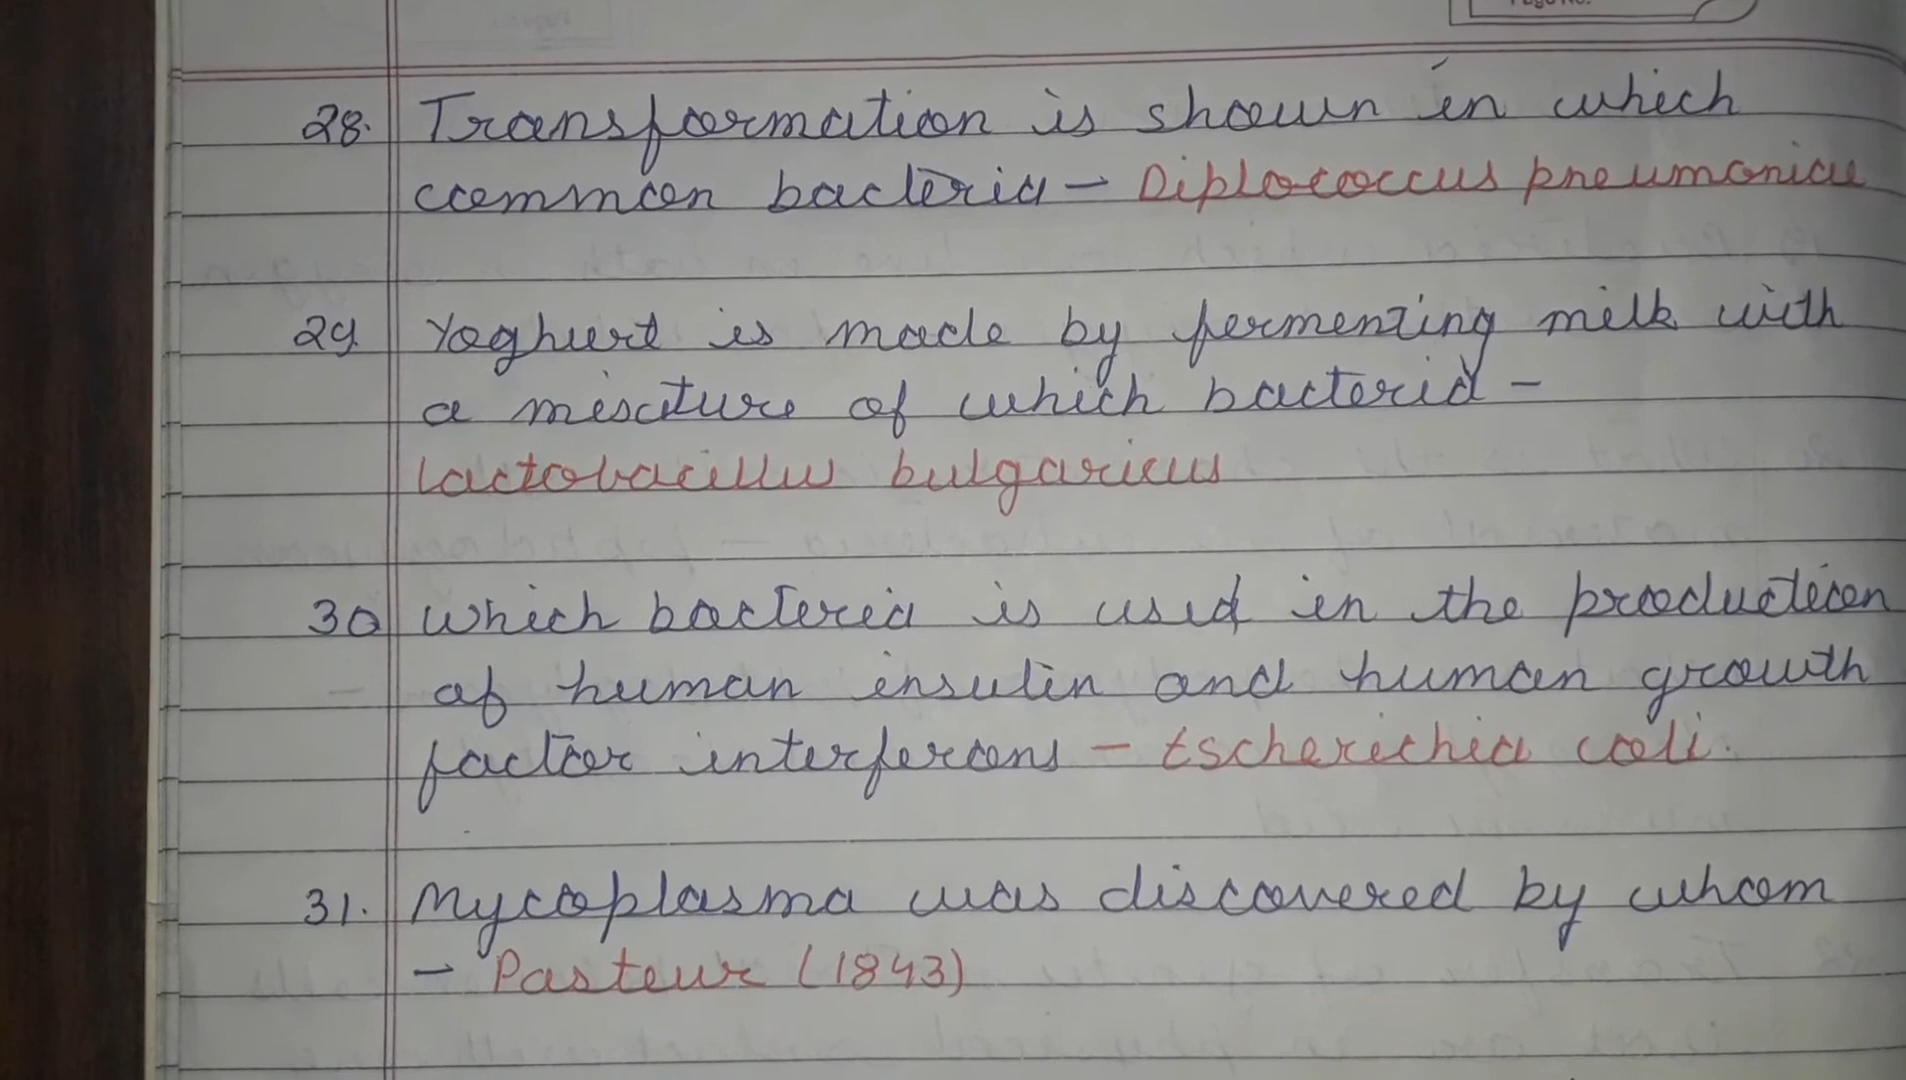 28. Transformation is shown in which
common bacteria - Diplococcus pneumoniae
29. Yoghurt is made by fermenting milk with
a mixture of which bacteria -
Lactobacillus bulgaricus
30 which bacteria is used in the production
of human insulin and human growth
factor interferons - Escherichia coli.
31. Mycoplasma was discovered by whom
- Pasteur (1843)